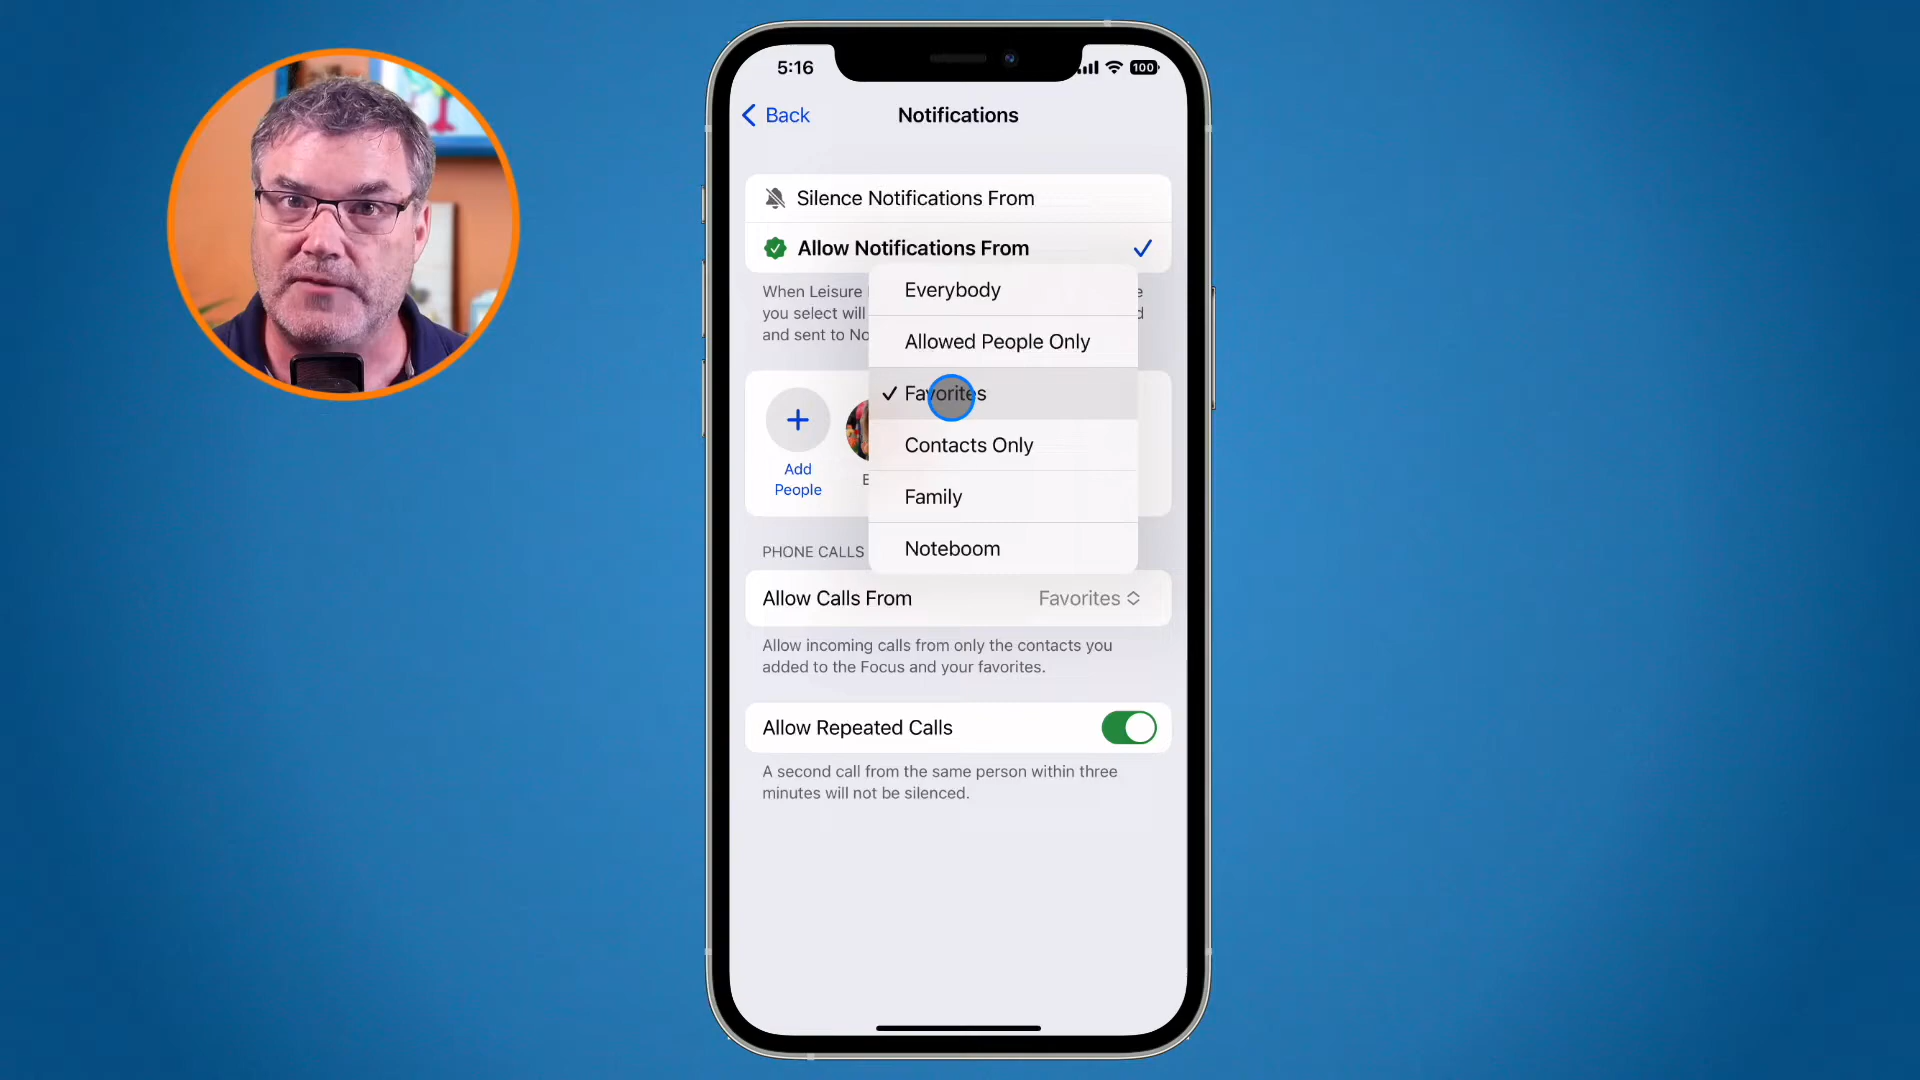 5:16
100
Back
Notifications
Silence Notifications From
Allow Notifications From
When Leisure
you select will
and sent to No
Everybody
Allowed People Only
Favorites
Contacts Only
Family
Noteboom
Add
People
E
PHONE CALLS
Allow Calls From
Favorites
Allow incoming calls from only the contacts you
added to the Focus and your favorites.
Allow Repeated Calls
A second call from the same person within three
minutes will not be silenced.